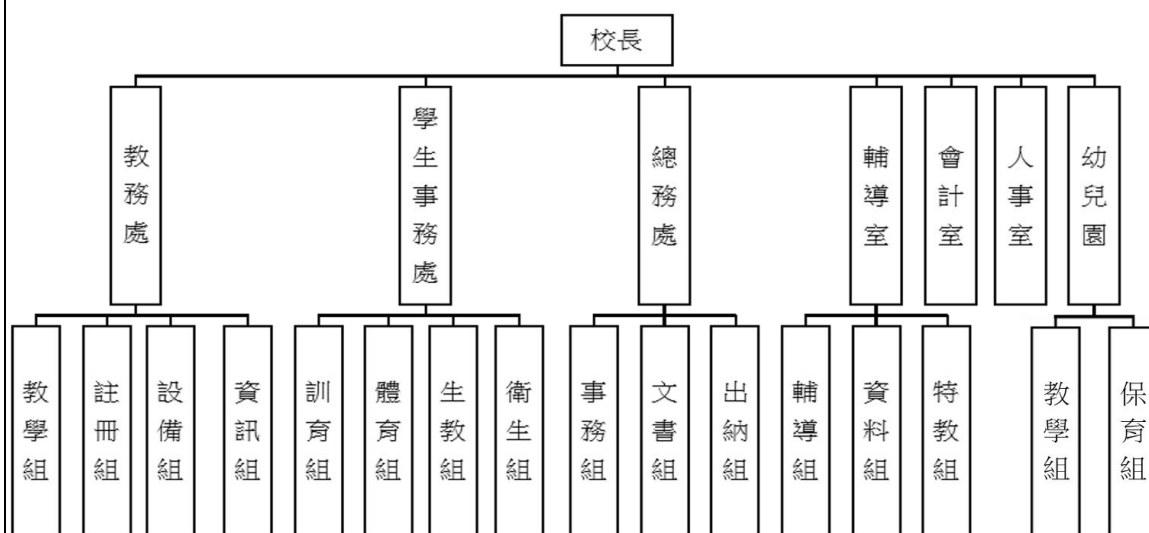 校長
教務處
學生事務處
總務處
輔導室
會計室
人事室
幼兒園
教學組
註冊組
設備組
資訊組
訓育組
體育組
生教組
衛生組
事務組
文書組
出納組
輔導組
資料組
特教組
教學組
保育組